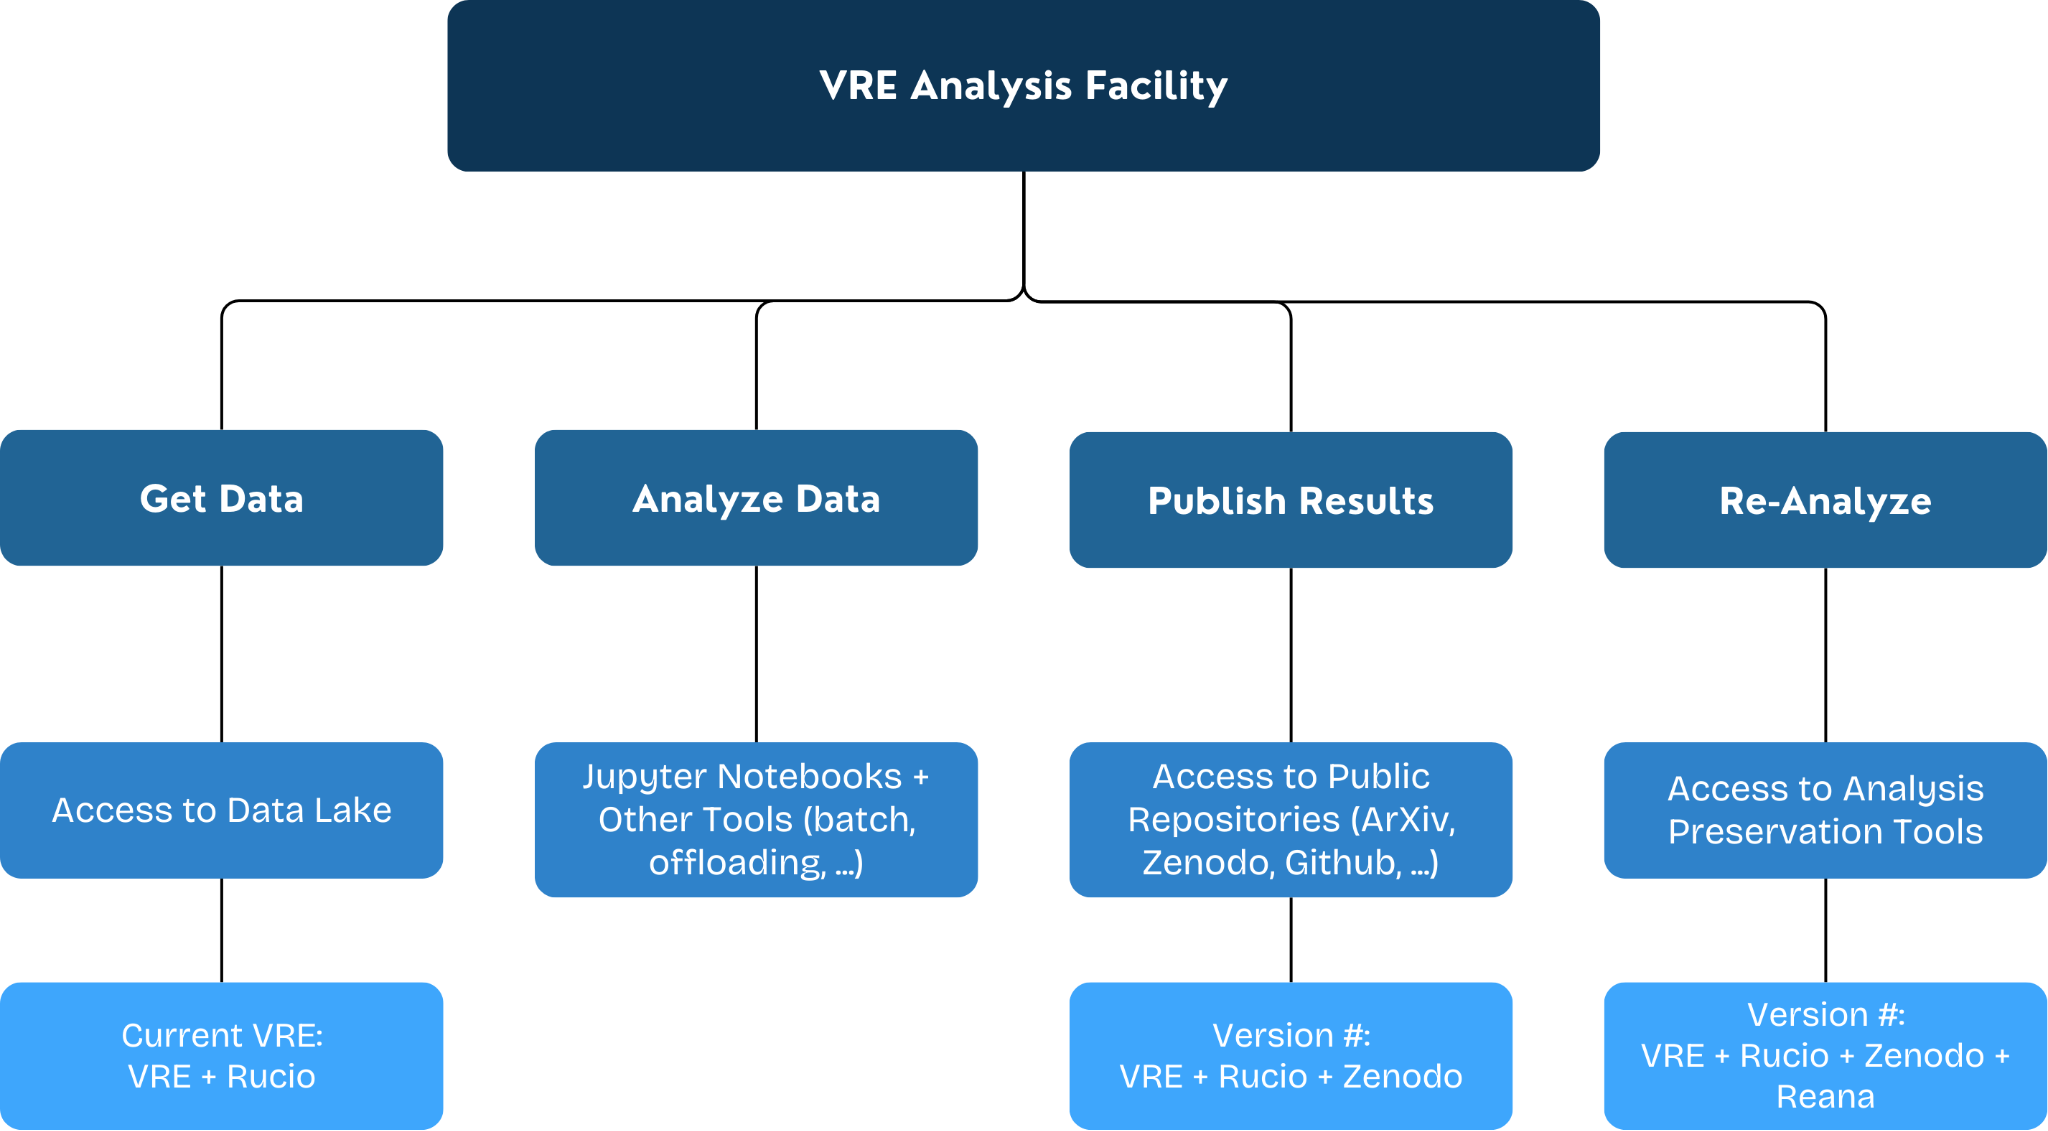 VRE Analysis Facility
Get Data
Analyze Data
Publish Results
Re-Analyze
Access to Data Lake
Jupyter Notebooks +
Other Tools (batch,
offloading, ...)
Access to Public
Repositories (ArXiv,
Zenodo, Github, ...)
Access to Analysis
Preservation Tools
Current VRE:
VRE + Rucio
Version #:
VRE + Rucio + Zenodo
Version #:
VRE + Rucio + Zenodo +
Reana